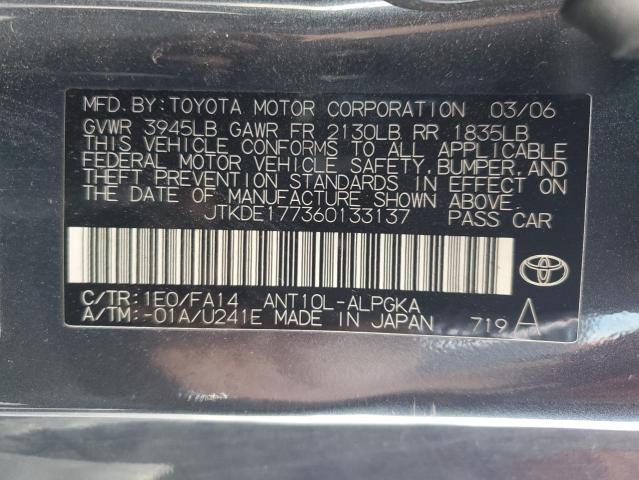 MFD. BY: TOYOTA MOTOR CORPORATION 03/06
GVWR 3945LB GAWR FR 2130LB RR 1835LB
THIS VEHICLE CONFORMS TO ALL APPLICABLE
FEDERAL MOTOR VEHICLE SAFETY, BUMPER, AND
THEFT PREVENTION STANDARDS IN EFFECT ON
THE DATE OF MANUFACTURE SHOWN ABOVE.
JTKDE177360133137 PASS CAR
C/TR: 1E0/FA14 ANT10L-ALPGKA
A/TM: -01A/U241E MADE IN JAPAN 719 A